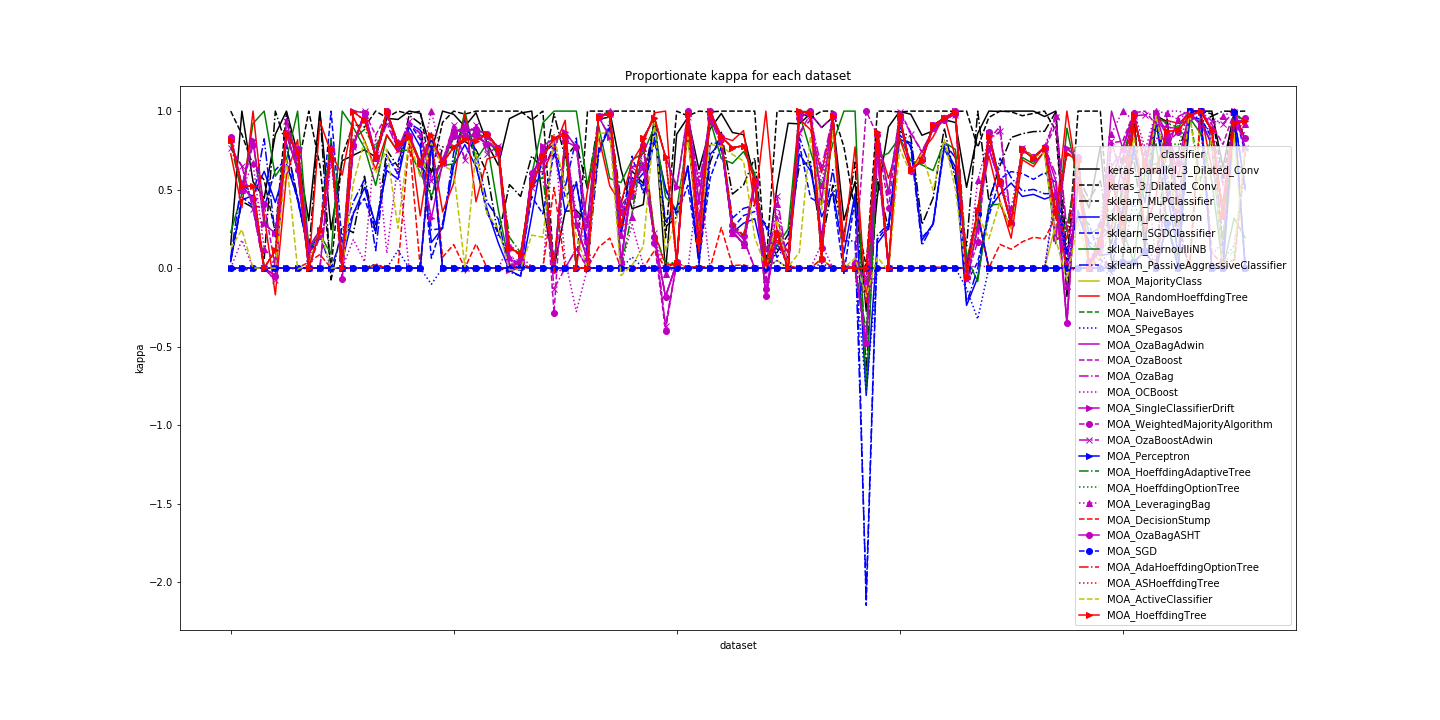 Proportionate kappa for each dataset
1.0
0.5
0.0
−0.5
−1.0
−1.5
−2.0
kappa
dataset
classifier
keras_parallel_3_Dilated_Conv
keras_3_Dilated_Conv
sklearn_MLPClassifier
sklearn_Perceptron
sklearn_SGDClassifier
sklearn_BernoulliNB
sklearn_PassiveAggressiveClassifier
MOA_MajorityClass
MOA_RandomHoeffdingTree
MOA_NaiveBayes
MOA_SPegasos
MOA_OzaBagAdwin
MOA_OzaBoost
MOA_OzaBag
MOA_OCBoost
MOA_SingleClassifierDrift
MOA_WeightedMajorityAlgorithm
MOA_OzaBoostAdwin
MOA_Perceptron
MOA_HoeffdingAdaptiveTree
MOA_HoeffdingOptionTree
MOA_LeveragingBag
MOA_DecisionStump
MOA_OzaBagASHT
MOA_SGD
MOA_AdaHoeffdingOptionTree
MOA_ASHoeffdingTree
MOA_ActiveClassifier
MOA_HoeffdingTree